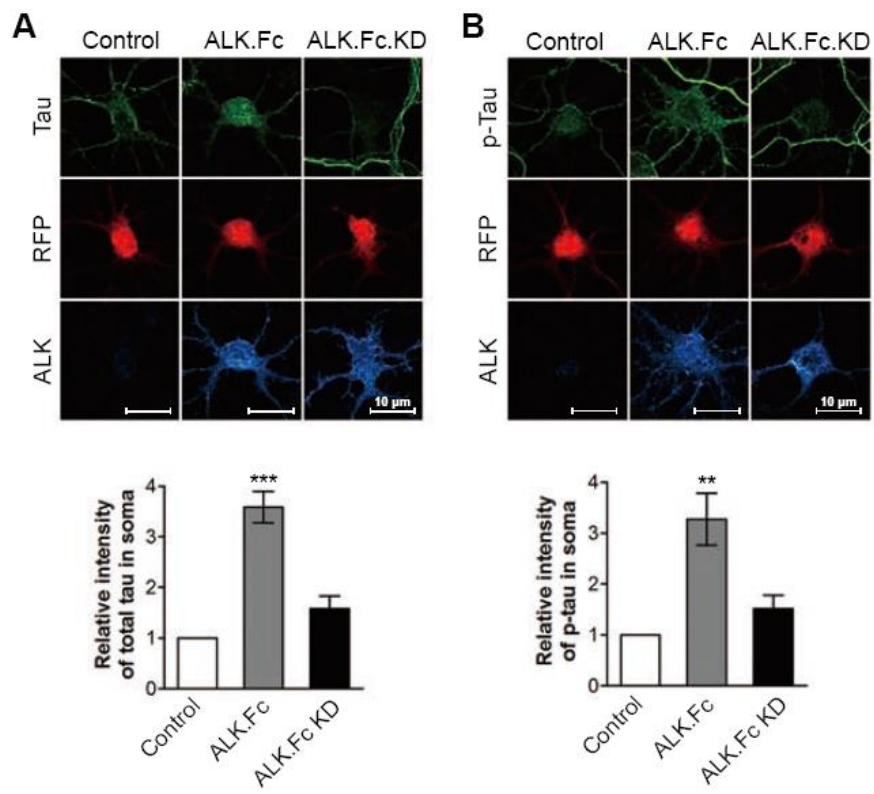 A
Control ALK.Fc ALK.Fc.KD
Tau
RFP
ALK
10 µm
Relative intensity
of total tau in soma
4
3
2
1
0
***
Control
ALK.Fc
ALK.Fc KD
B
Control ALK.Fc ALK.Fc.KD
p-Tau
RFP
ALK
10 µm
Relative intensity
of p-tau in soma
4
3
2
1
0
**
Control
ALK.Fc
ALK.Fc KD